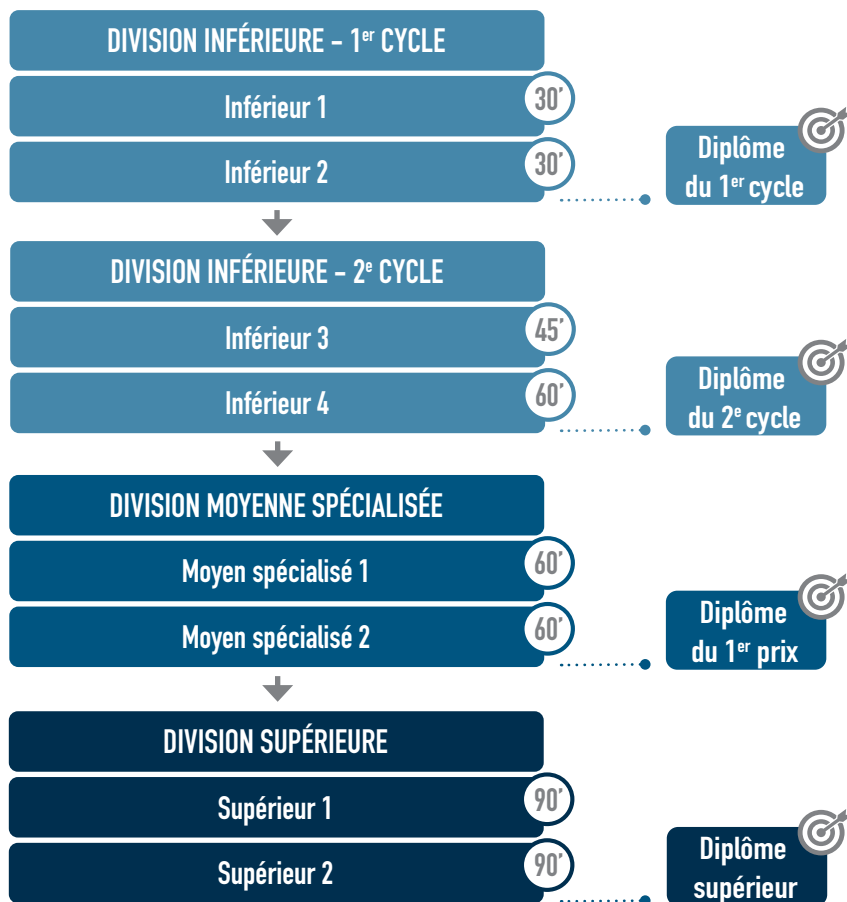 DIVISION INFÉRIEURE – 1er CYCLE
Inférieur 1
30’
Inférieur 2
30’
Diplôme
du 1er cycle
DIVISION INFÉRIEURE – 2e CYCLE
Inférieur 3
45’
Inférieur 4
60’
Diplôme
du 2e cycle
DIVISION MOYENNE SPÉCIALISÉE
Moyen spécialisé 1
60’
Moyen spécialisé 2
60’
Diplôme
du 1er prix
DIVISION SUPÉRIEURE
Supérieur 1
90’
Supérieur 2
90’
Diplôme
supérieur